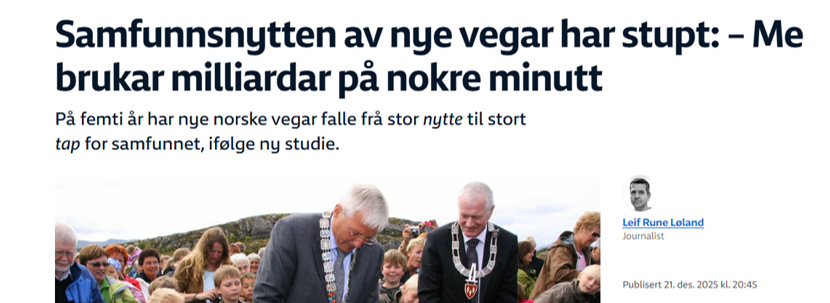 Samfunnsnytten av nye vegar har stupt: – Me
brukar milliardar på nokre minutt
På femti år har nye norske vegar falle frå stor nytte til stort
tap for samfunnet, ifølge ny studie.
Leif Rune Løland
Journalist
Publisert 21. des. 2025 kl. 20:45